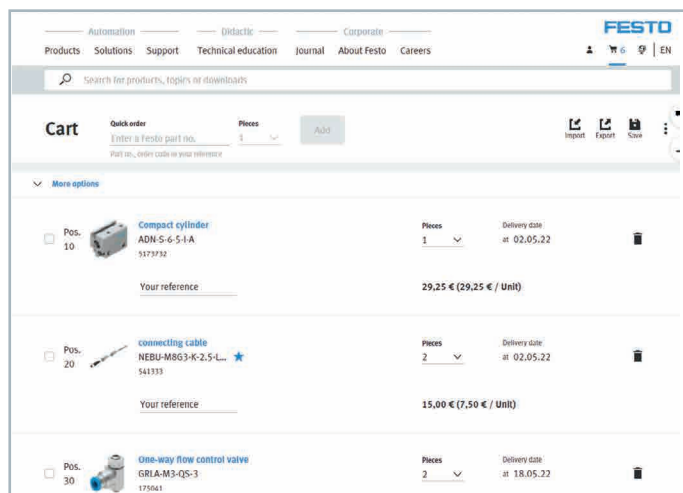 Automation Didactic Corporate FESTO
Products Solutions Support Technical education Journal About Festo Careers 6 EN
Search for products, topics or downloads
Cart
Quick order Pieces
Enter a Festo part no. 1 Add
Part no., order code or your reference
Import Export Save
More options
Compact cylinder Pieces Delivery date
Pos. 10 ADN-S-6-5-I-A 1 at 02.05.22
5173732
Your reference 29,25 € (29,25 € / Unit)
connecting cable Pieces Delivery date
Pos. 20 NEBU-M8G3-K-2.5-L... 2 at 02.05.22
541333
Your reference 15,00 € (7,50 € / Unit)
One-way flow control valve Pieces Delivery date
Pos. 30 GRLA-M3-QS-3 2 at 18.05.22
175041